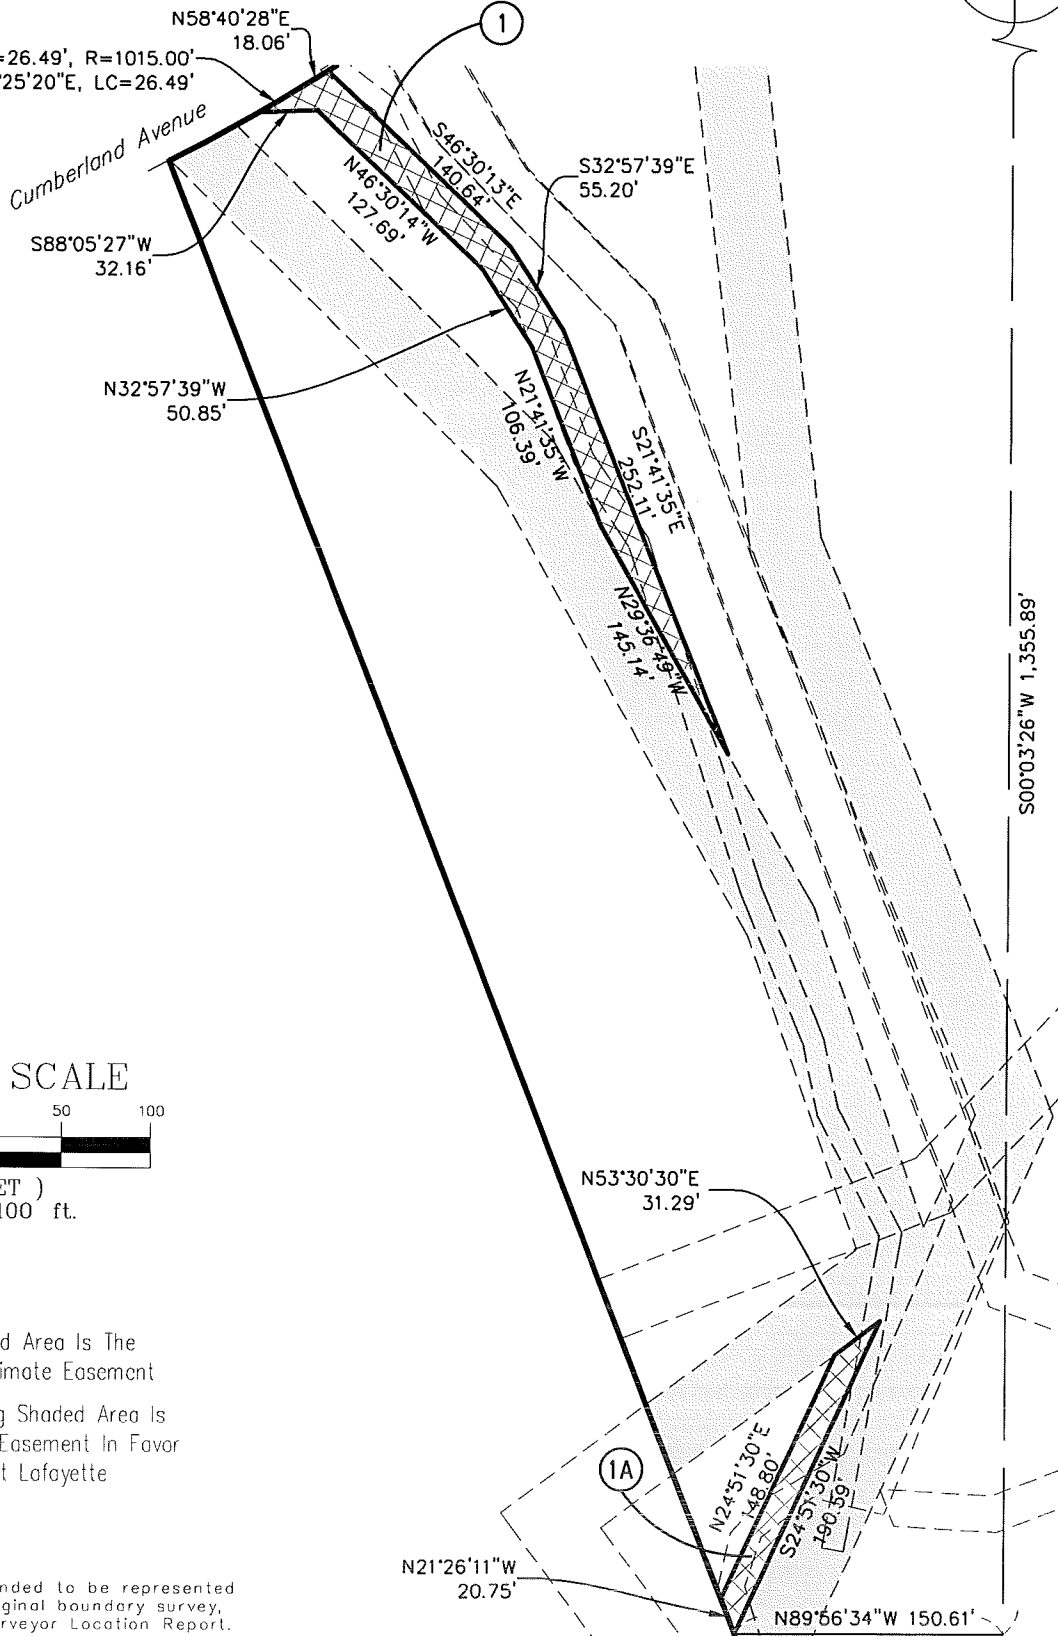 N58°40'28"E
18.06'
1
=26.49', R=1015.00'
°25'20"E, LC=26.49'
Cumberland Avenue
S46°30'13"E
140.64'
S32°57'39"E
55.20'
N46°30'14"W
127.69'
S88°05'27"W
32.16'
N32°57'39"W
50.85'
N21°41'35"W
106.39'
S21°41'35"E
252.11'
N29°36'49"W
145.14'
S00°03'26"W 1,355.89'
SCALE
50 100
ET )
100 ft.
N53°30'30"E
31.29'
d Area Is The
imate Easement
g Shaded Area Is
Easement In Favor
t Lafayette
1A
N24°51'30"E
148.80'
S24°51'30"W
190.59'
N21°26'11"W
20.75'
N89°56'34"W 150.61'
nded to be represented
ginal boundary survey,
rveyor Location Report.